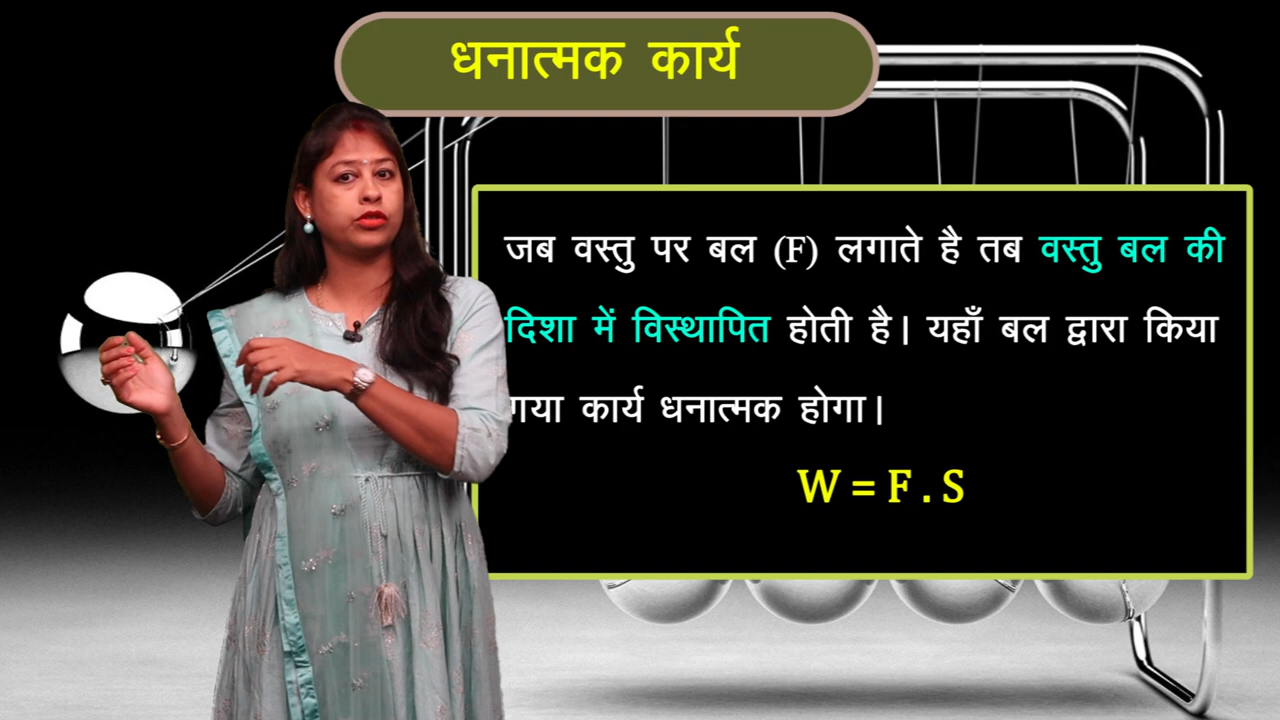 धनात्मक कार्य
जब वस्तु पर बल (F) लगाते है तब वस्तु बल की
दिशा में विस्थापित होती है। यहाँ बल द्वारा किया
गया कार्य धनात्मक होगा।
W = F . S